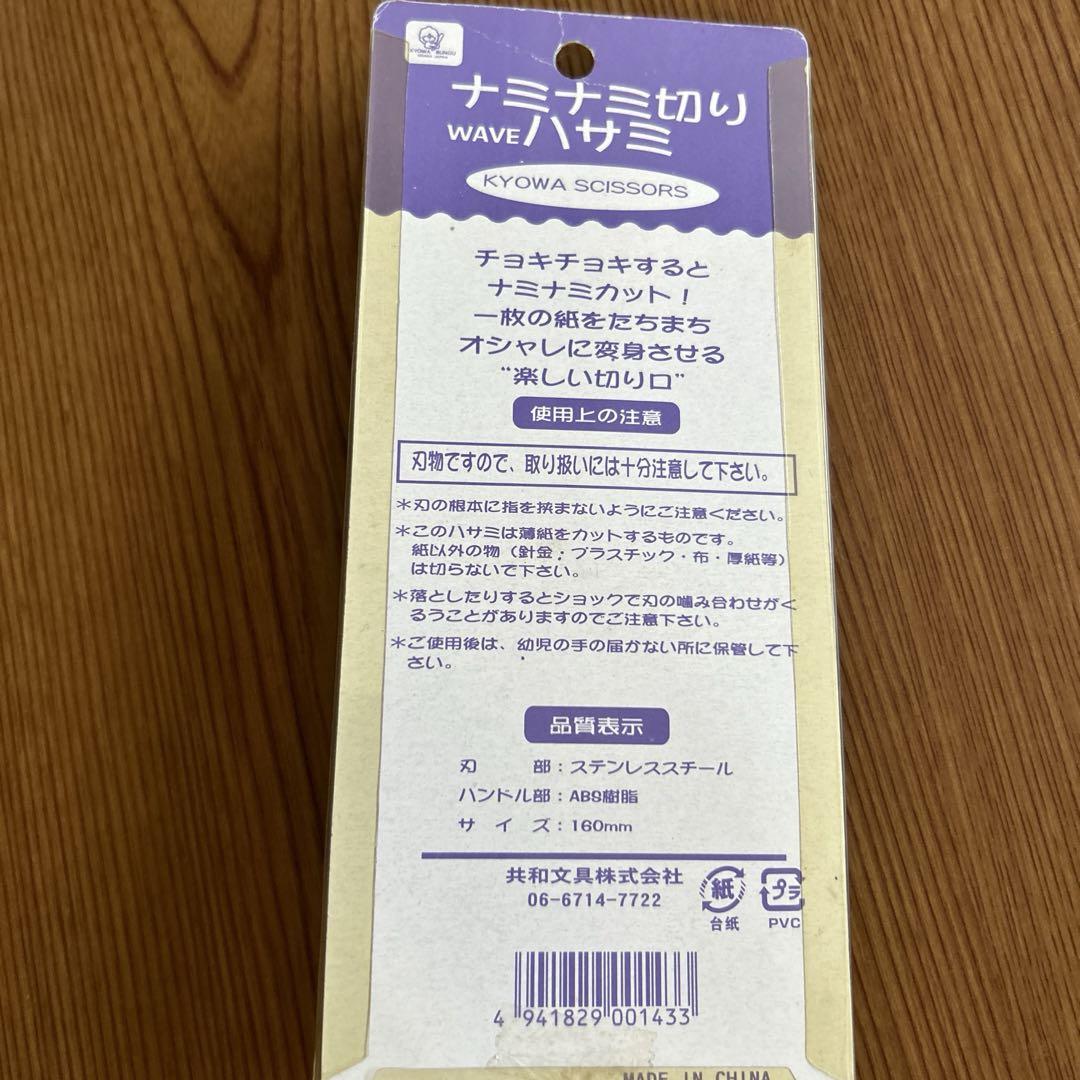 KYOWA BUNGU
OSAKA JAPAN
ナミナミ切り
WAVEハサミ
KYOWA SCISSORS
チョキチョキすると
ナミナミカット！
一枚の紙をたちまち
オシャレに変身させる
“楽しい切り口”
使用上の注意
刃物ですので、取り扱いには十分注意して下さい。
＊刃の根本に指を挟まないようにご注意ください。
＊このハサミは薄紙をカットするものです。
紙以外の物（針金・プラスチック・布・厚紙等）
は切らないで下さい。
＊落としたりするとショックで刃の噛み合わせがく
るうことがありますのでご注意下さい。
＊ご使用後は、幼児の手の届かない所に保管して下
さい。
品質表示
刃　　部：ステンレススチール
ハンドル部：ABS樹脂
サ イ ズ：160mm
共和文具株式会社
06-6714-7722
紙
台紙
プラ
PVC
4 941829 001433
MADE IN CHINA